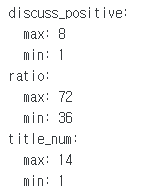 discuss_positive:
  max: 8
  min: 1
ratio:
  max: 72
  min: 36
title_num:
  max: 14
  min: 1